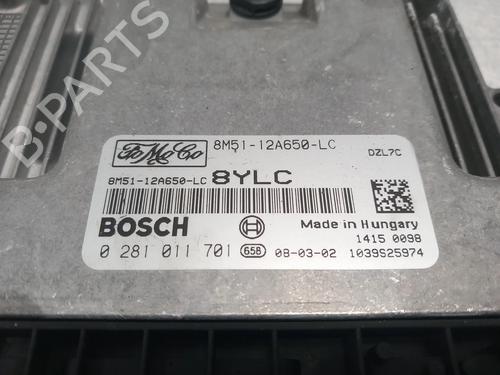 B-PARTS
FoMoCo
8M51-12A650-LC
DZL7C
8M51-12A650-LC 8YLC
BOSCH
Made in Hungary
1415 0098
0 281 011 701 658 08-03-02 1039S25974